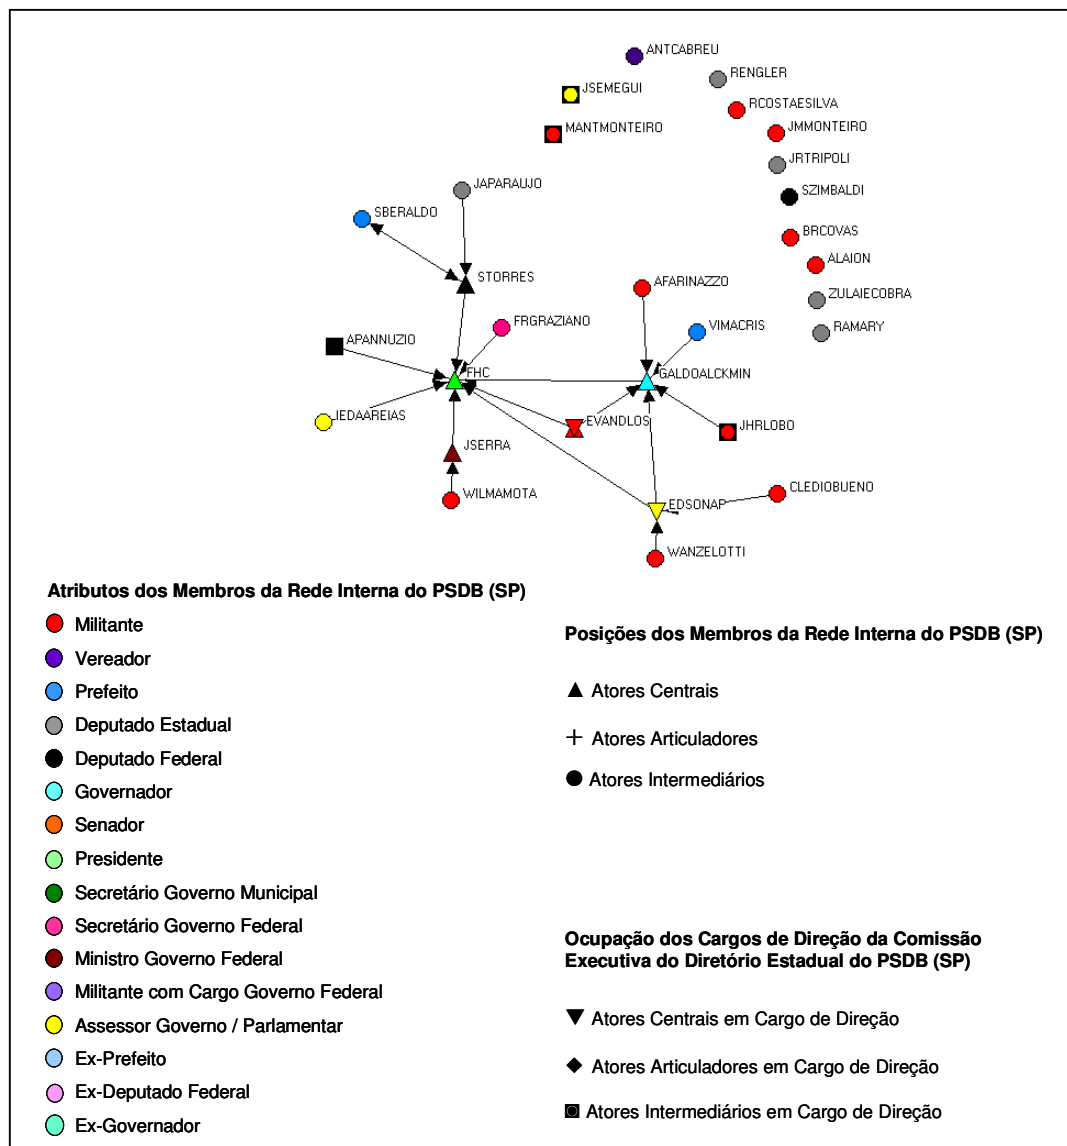 ANTCABREU
RENGLER
JSEMEGUI
RCOSTAESILVA
MANTMONTEIRO
JMMONTEIRO
JRTRIPOLI
JAPARAUJO
SZIMBALDI
SBERALDO
BRCOVAS
ALAION
STORRES
AFARINAZZO
ZULAIECOBRA
FRGRAZIANO
VIMACRIS
RAMARY
APANNUZIO
FHC
GALDOALCKMIN
IEDAAREIAS
EVANDLOS
JHRLOBO
JSERRA
WILMAMOTA
CLEDIOBUENO
EDSONAP
WANZELOTTI
Atributos dos Membros da Rede Interna do PSDB (SP)
Militante
Vereador
Prefeito
Deputado Estadual
Deputado Federal
Governador
Senador
Presidente
Secretário Governo Municipal
Secretário Governo Federal
Ministro Governo Federal
Militante com Cargo Governo Federal
Assessor Governo / Parlamentar
Ex-Prefeito
Ex-Deputado Federal
Ex-Governador
Posições dos Membros da Rede Interna do PSDB (SP)
Atores Centrais
Atores Articuladores
Atores Intermediários
Ocupação dos Cargos de Direção da Comissão
Executiva do Diretório Estadual do PSDB (SP)
Atores Centrais em Cargo de Direção
Atores Articuladores em Cargo de Direção
Atores Intermediários em Cargo de Direção